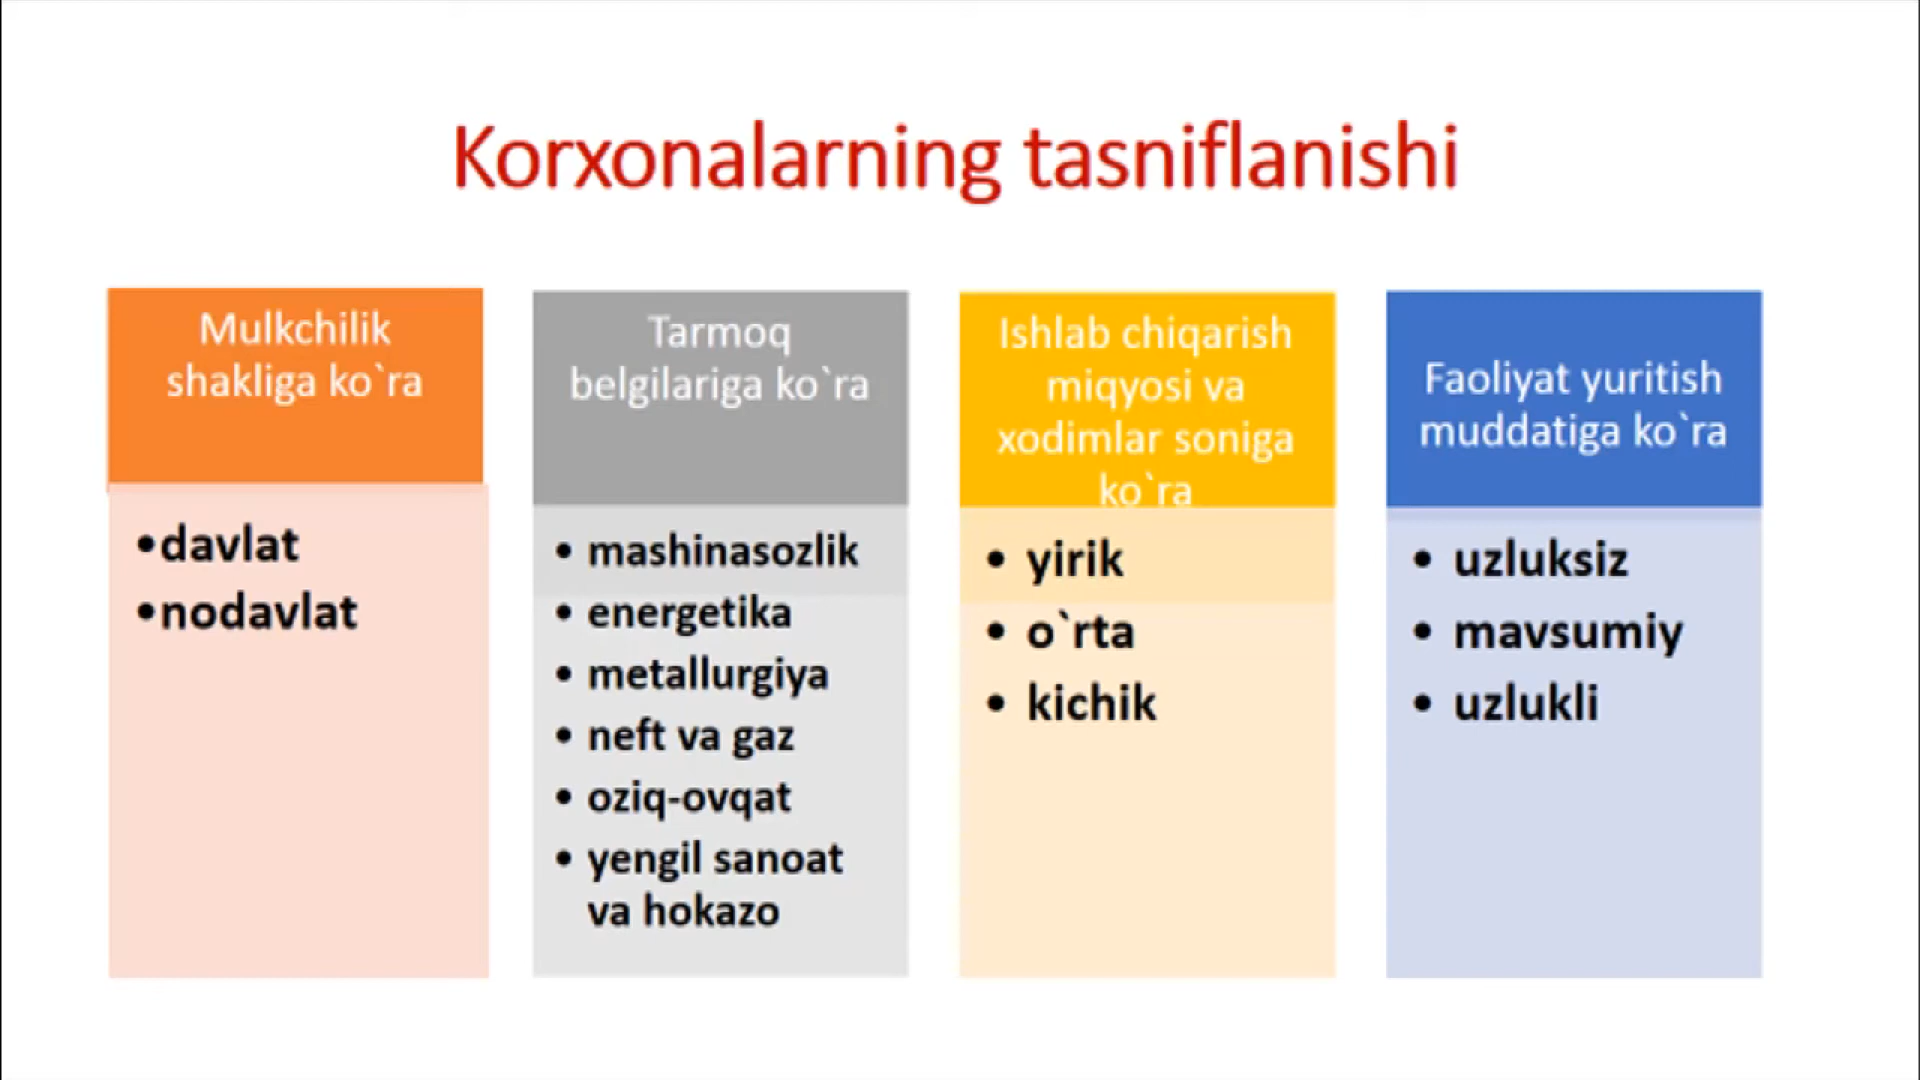 Korxonalarning tasniflanishi
Mulkchilik
shakliga ko`ra
•davlat
•nodavlat
Tarmoq
belgilariga ko`ra
• mashinasozlik
• energetika
• metallurgiya
• neft va gaz
• oziq-ovqat
• yengil sanoat
va hokazo
Ishlab chiqarish
miqyosi va
xodimlar soniga
ko`ra
• yirik
• o`rta
• kichik
Faoliyat yuritish
muddatiga ko`ra
• uzluksiz
• mavsumiy
• uzlukli